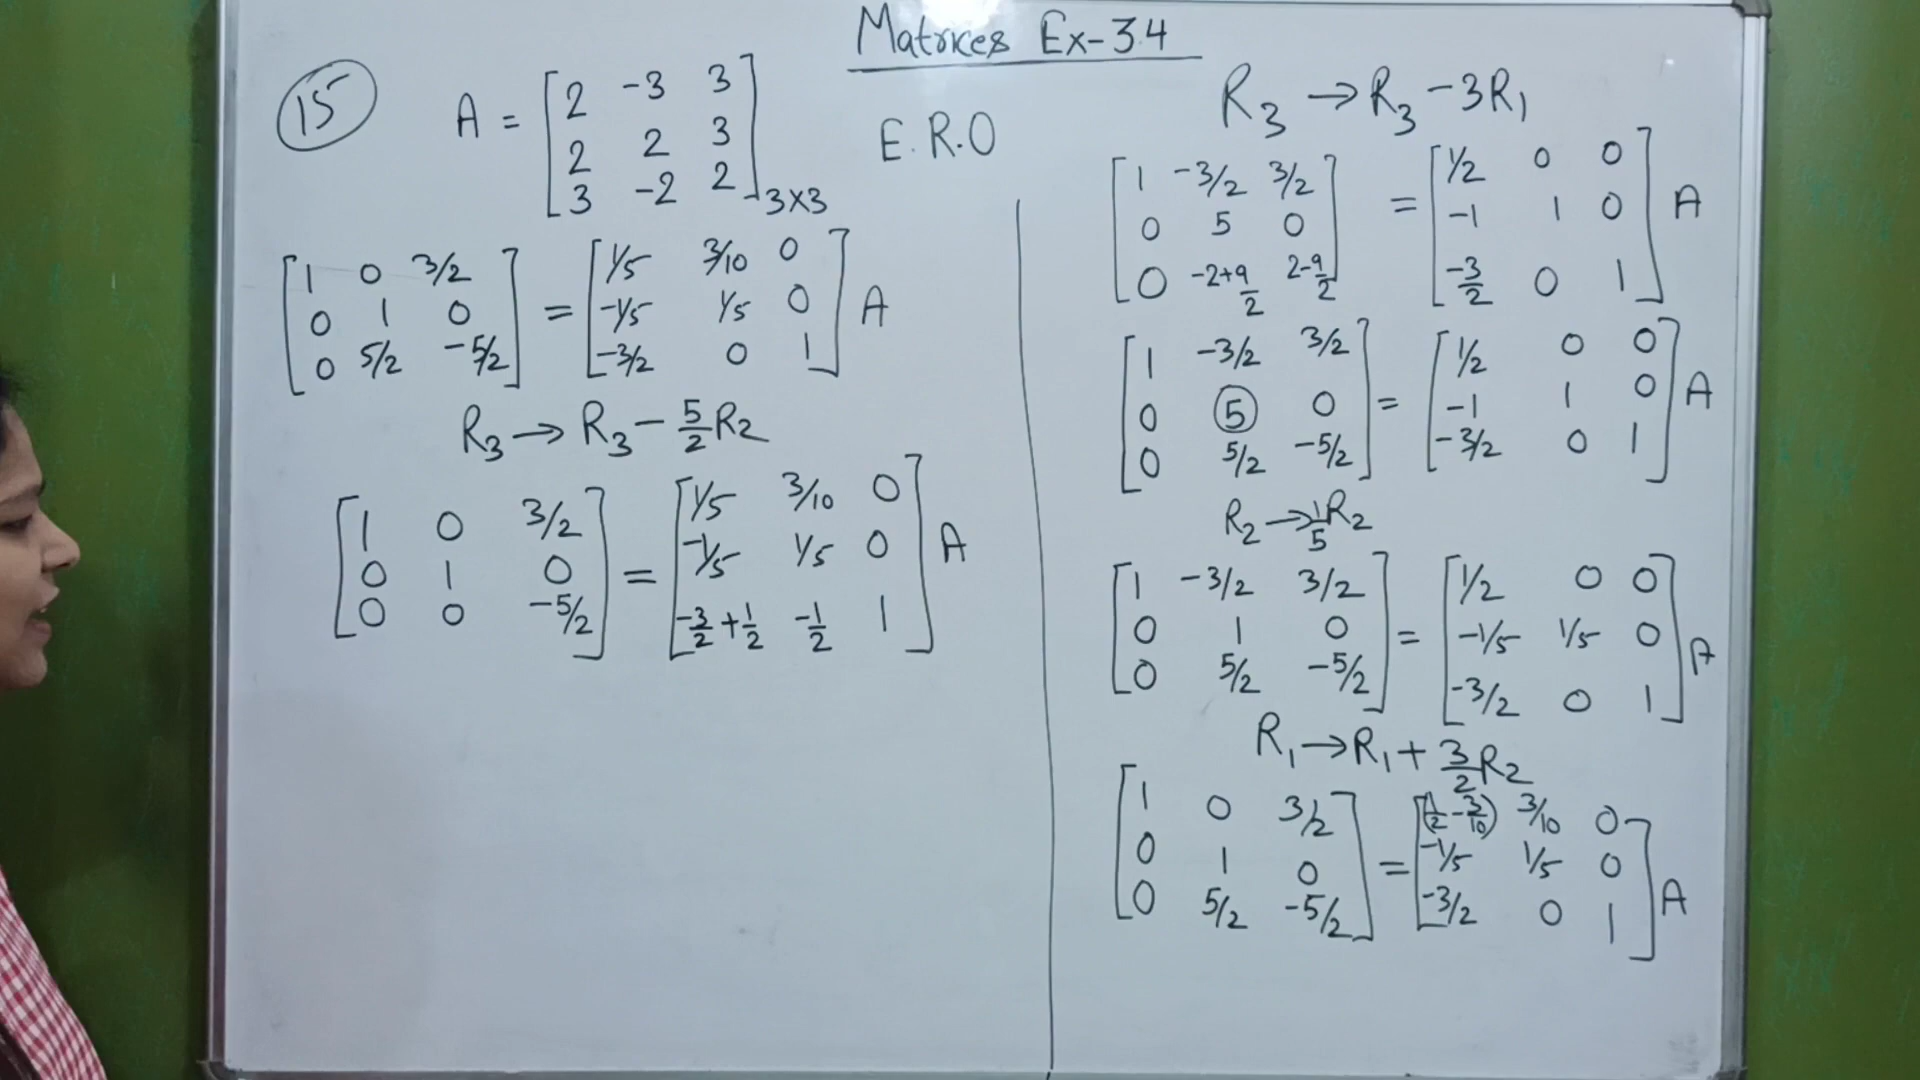 Matrices Ex-3.4
15
A = [2 -3 3
2 2 3
3 -2 2] 3×3
E.R.O
[1 0 3/2
0 1 0
0 5/2 -5/2] = [1/5 3/10 0
-1/5 1/5 0
-3/2 0 1] A
R3 → R3 - 5/2 R2
[1 0 3/2
0 1 0
0 0 -5/2] = [1/5 3/10 0
-1/5 1/5 0
-3/2+1/2 -1/2 1] A
R3 → R3 - 3R1
[1 -3/2 3/2
0 5 0
0 -2+9/2 2-9/2] = [1/2 0 0
-1 1 0
-3/2 0 1] A
[1 -3/2 3/2
0 5 0
0 5/2 -5/2] = [1/2 0 0
-1 1 0
-3/2 0 1] A
R2 → 1/5 R2
[1 -3/2 3/2
0 1 0
0 5/2 -5/2] = [1/2 0 0
-1/5 1/5 0
-3/2 0 1] A
R1 → R1 + 3/2 R2
[1 0 3/2
0 1 0
0 5/2 -5/2] = [(1/2-3/10) 3/10 0
-1/5 1/5 0
-3/2 0 1] A